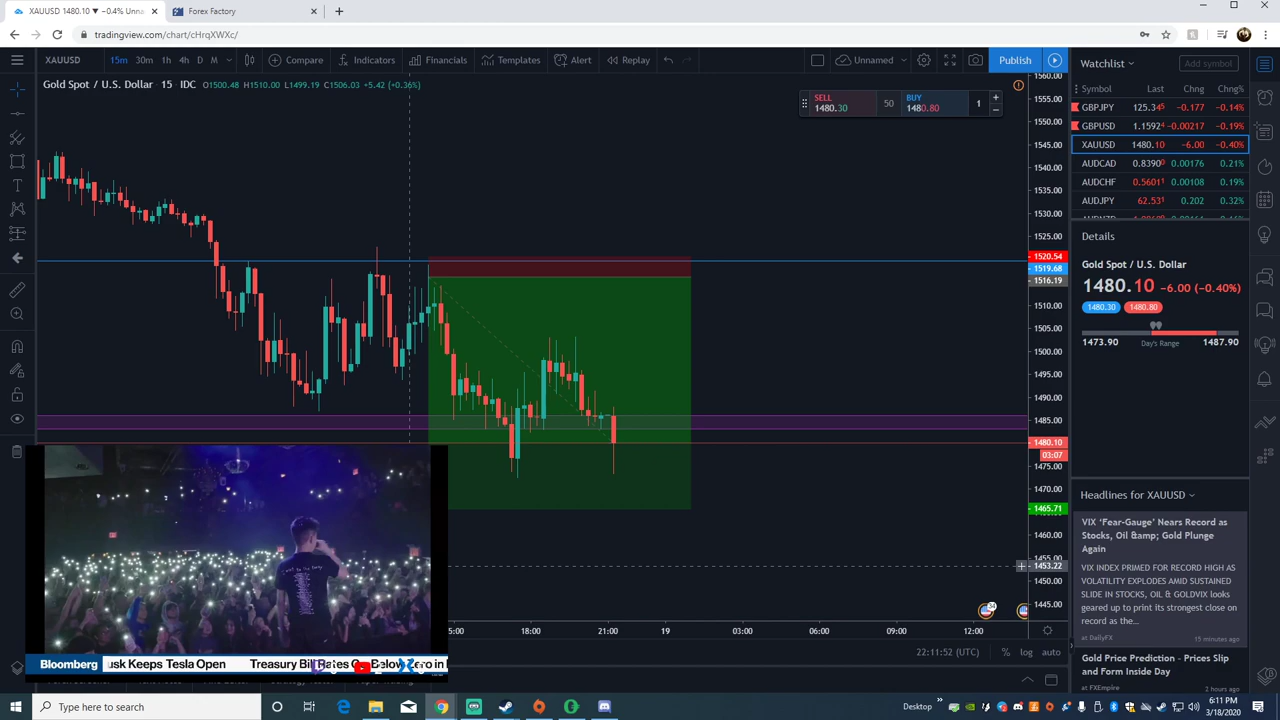 XAUUSD 1480.10 ▼ −0.4% Unna
Forex Factory
tradingview.com/chart/cHrqXWXc/
XAUUSD 15m 30m 1h 4h D M Compare Indicators Financials Templates Alert Replay Unnamed Publish
Watchlist Add symbol
Gold Spot / U.S. Dollar · 15 · IDC O1500.48 H1510.00 L1499.19 C1506.03 +5.42 (+0.36%)
SELL 1480.30 50 BUY 1480.80 1
Symbol Last Chng Chng%
GBPJPY 125.345 −0.177 −0.14%
GBPUSD 1.15924 −0.00217 −0.19%
XAUUSD 1480.10 −6.00 −0.40%
AUDCAD 0.83900 0.00176 0.21%
AUDCHF 0.56011 0.00108 0.19%
AUDJPY 62.531 0.202 0.32%
Details
Gold Spot / U.S. Dollar
1480.10 −6.00 (−0.40%)
1480.30 1480.80
1473.90 Day's Range 1487.90
Headlines for XAUUSD
VIX ‘Fear-Gauge’ Nears Record as
Stocks, Oil &amp; Gold Plunge
Again
VIX INDEX PRIMED FOR RECORD HIGH AS
VOLATILITY EXPLODES AMID SUSTAINED
SLIDE IN STOCKS, OIL & GOLDVIX looks
geared up to print its strongest close on
record as the...
at DailyFX 15 minutes ago
Gold Price Prediction – Prices Slip
and Form Inside Day
at FXEmpire 2 hours ago
1560.00
1555.00
1550.00
1545.00
1540.00
1535.00
1530.00
1525.00
1520.54
1519.68
1516.19
1510.00
1505.00
1500.00
1495.00
1490.00
1485.00
1480.10
03:07
1475.00
1470.00
1465.71
1460.00
1455.00
1453.22
1450.00
1445.00
5:00 18:00 21:00 19 03:00 06:00 09:00 12:00
22:11:52 (UTC) % log auto
Bloomberg usk Keeps Tesla Open Treasury Bill Rates Go Below Zero in
Type here to search
Desktop
6:11 PM
3/18/2020